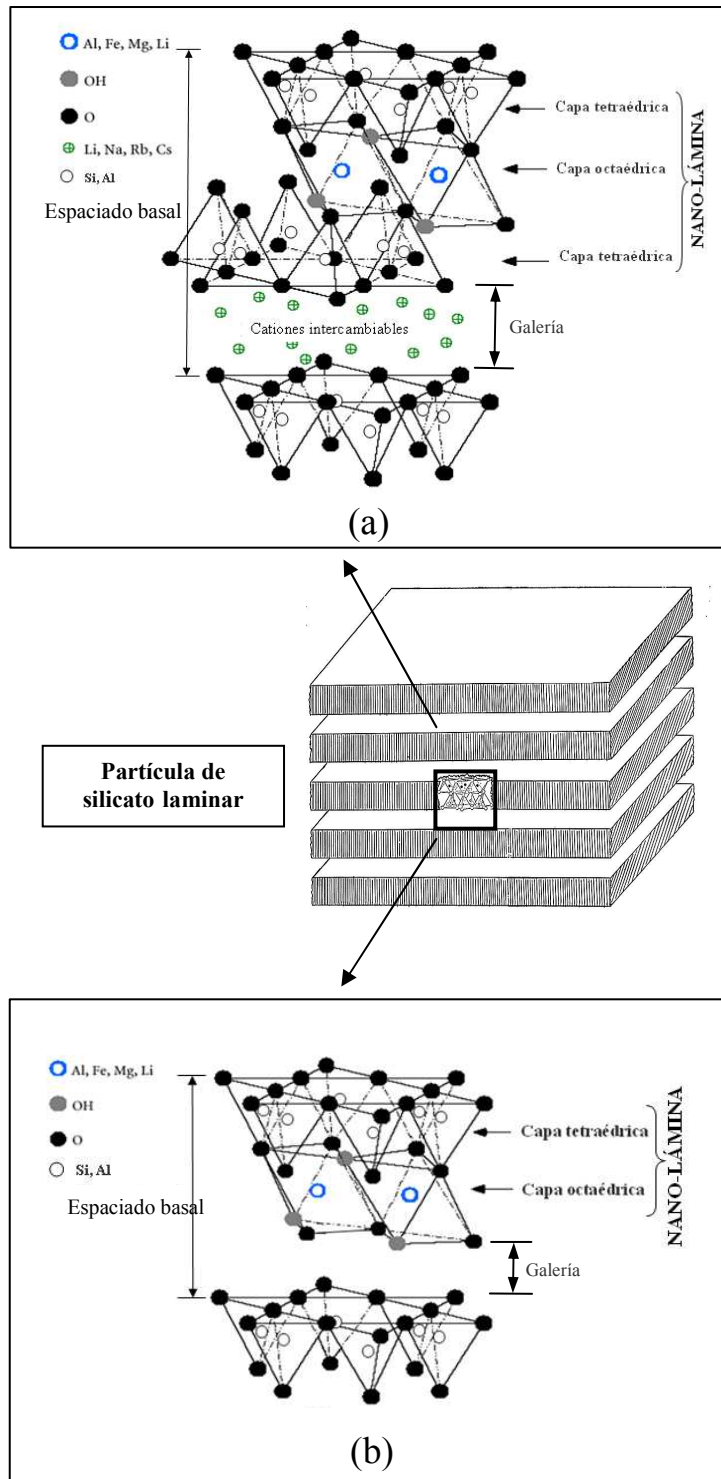 Al, Fe, Mg, Li
OH
O
Li, Na, Rb, Cs
Si, Al
Espaciado basal
Capa tetraédrica
Capa octaédrica
Capa tetraédrica
NANO-LÁMINA
Cationes intercambiables
Galería
(a)
Partícula de
silicato laminar
Al, Fe, Mg, Li
OH
O
Si, Al
Espaciado basal
Capa tetraédrica
Capa octaédrica
NANO-LÁMINA
Galería
(b)